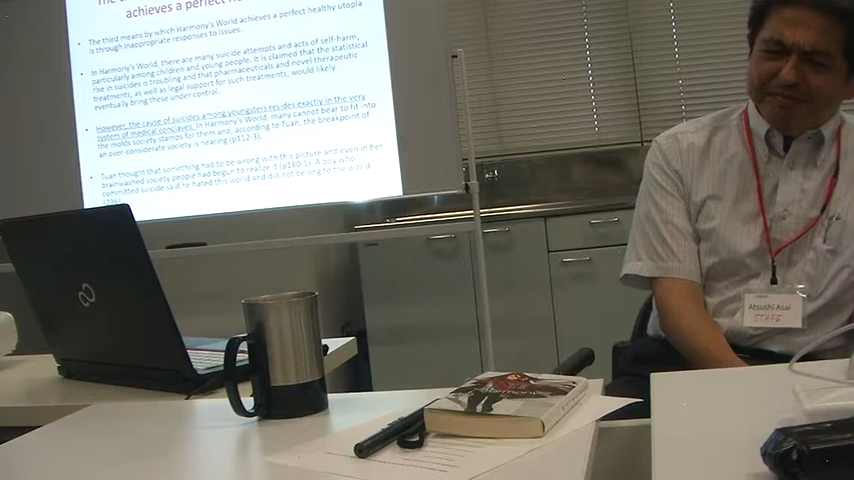 achieves a perfect
• The third means by which Harmony's World achieves a perfect healthy utopia
is through inappropriate responses to issues.
• In Harmony's World, there are many suicide attempts and acts of self-harm,
particularly among children and young people. It is claimed that the statistical
rise in suicides is troubling and that pharmaceuticals and novel therapeutic
treatments, as well as legal support for such treatments, would likely
eventually bring these under control.
• However, the cause of suicides among youngsters resides exactly in the very
system of medical conclaves. In Harmony's World, many cannot bear to fit into
the molds society stamps for them and, according to Tuan, the breakpoint of
an ever-considerate society is nearing (p112-3).
• Tuan thought that something had to be wrong with this picture and even in her
brainwashed society people had begun to realize it (p180-1). A boy who
committed suicide said he hated this world and did not belong to the world
Atsushi Asai
STAFF